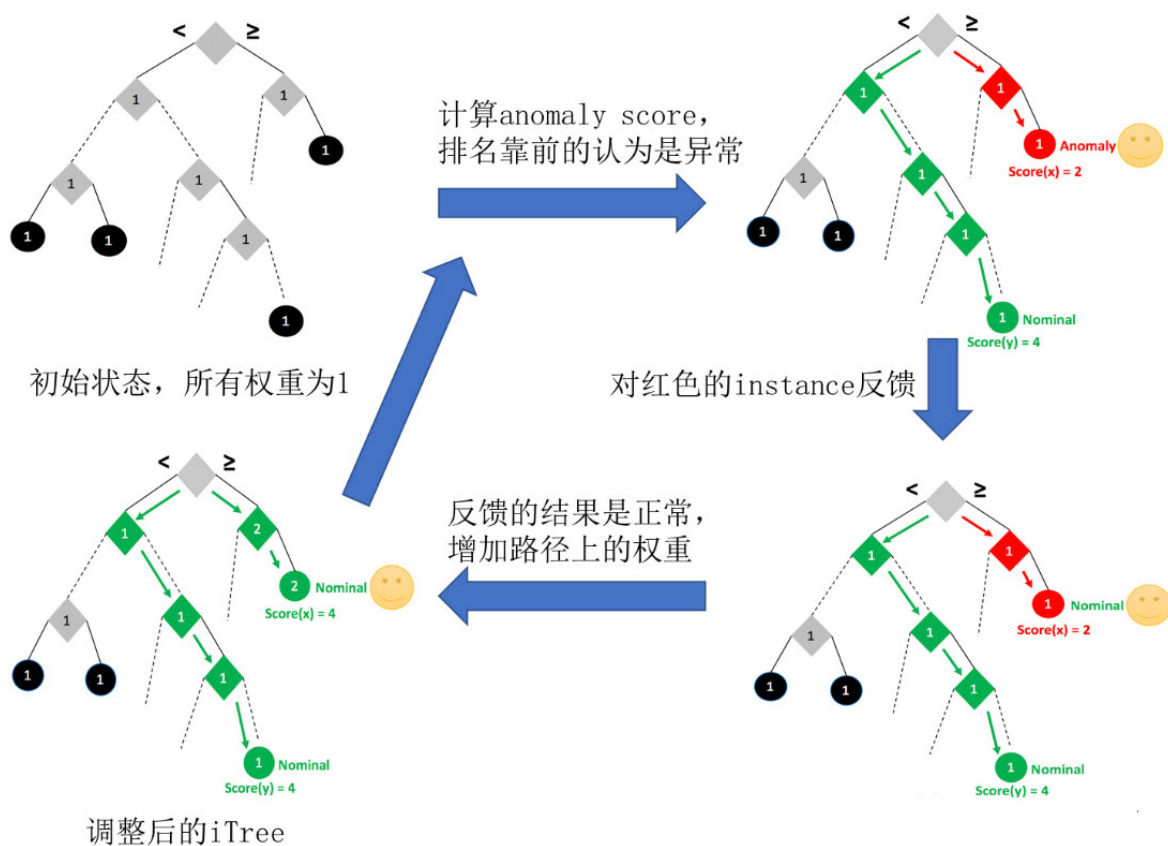 < ≥
1
1
1
1
1
1
1
1
1
初始状态，所有权重为1
计算anomaly score，
排名靠前的认为是异常
< ≥
1
1
1 Anomaly
Score(x) = 2
1
1
1
1
1
1 Nominal
Score(y) = 4
对红色的instance反馈
< ≥
1
1
1 Nominal
Score(x) = 2
1
1
1
1
1
1 Nominal
Score(y) = 4
反馈的结果是正常，
增加路径上的权重
< ≥
1
2
2 Nominal
Score(x) = 4
1
1
1
1
1
1 Nominal
Score(y) = 4
调整后的iTree